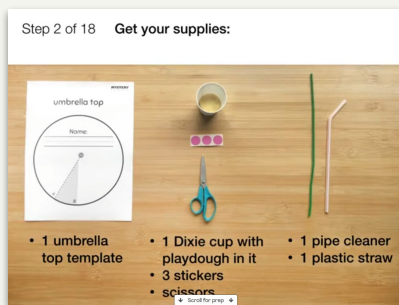 Step 2 of 18 Get your supplies:
MYSTERY
umbrella top
Name:
• 1 umbrella
top template
• 1 Dixie cup with
playdough in it
• 3 stickers
• scissors
• 1 pipe cleaner
• 1 plastic straw
Scroll for prep